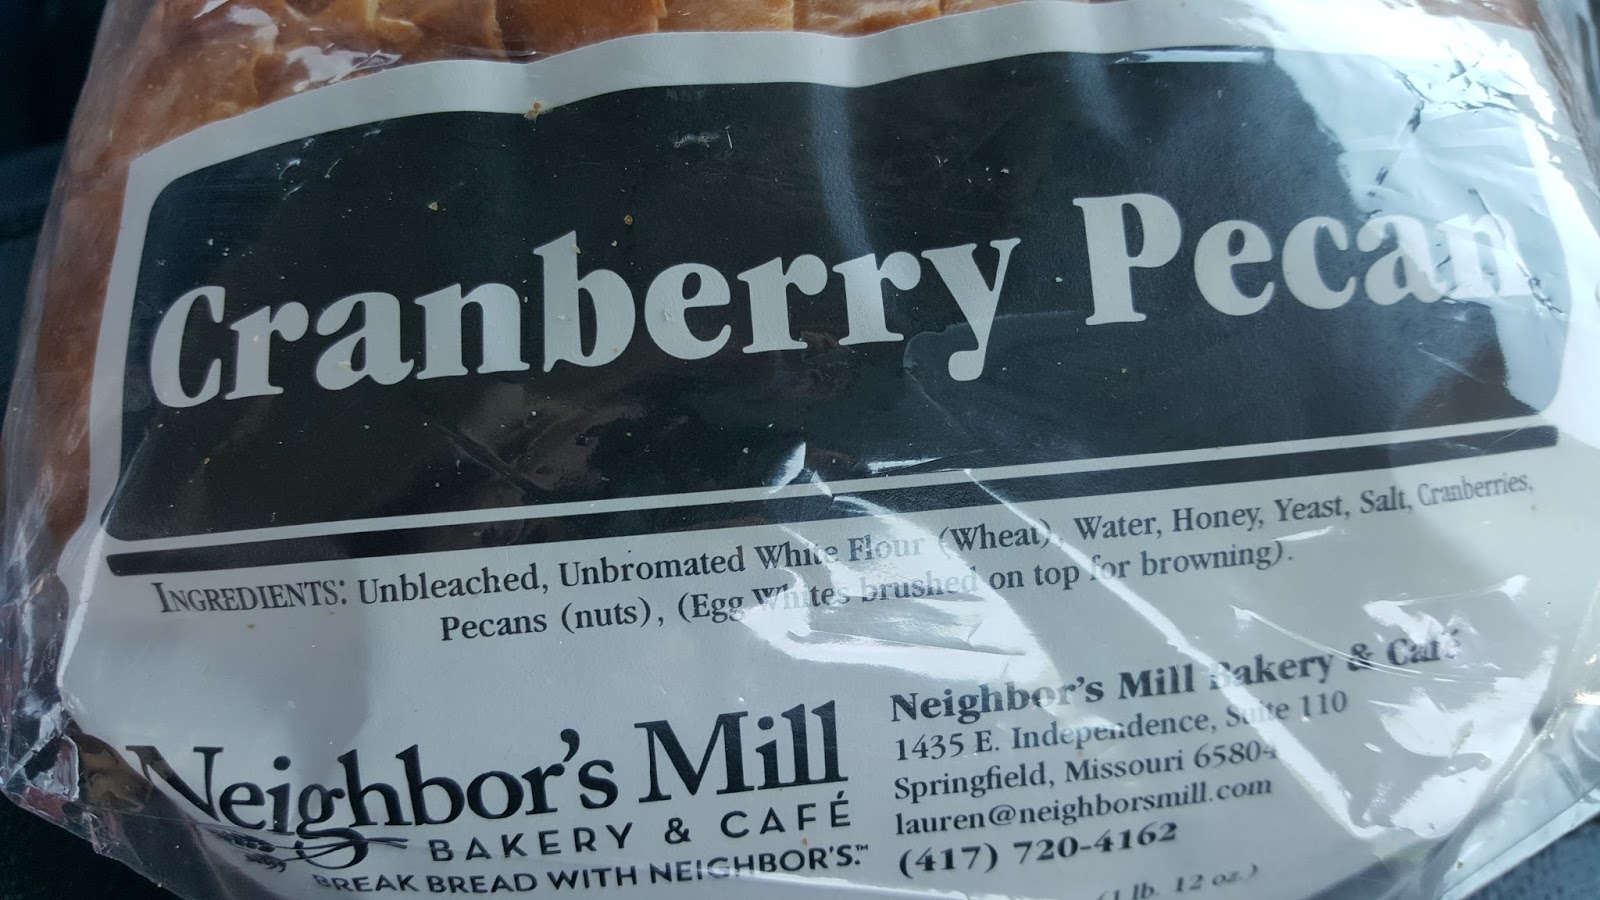 Cranberry Pecan
INGREDIENTS: Unbleached, Unbromated White Flour (Wheat), Water, Honey, Yeast, Salt, Cranberries,
Pecans (nuts), (Egg Whites brushed on top for browning).
Neighbor's Mill
BAKERY & CAFÉ
BREAK BREAD WITH NEIGHBOR'S.™
Neighbor's Mill Bakery & Café
1435 E. Independence, Suite 110
Springfield, Missouri 65804
lauren@neighborsmill.com
(417) 720-4162
(1 lb. 12 oz.)